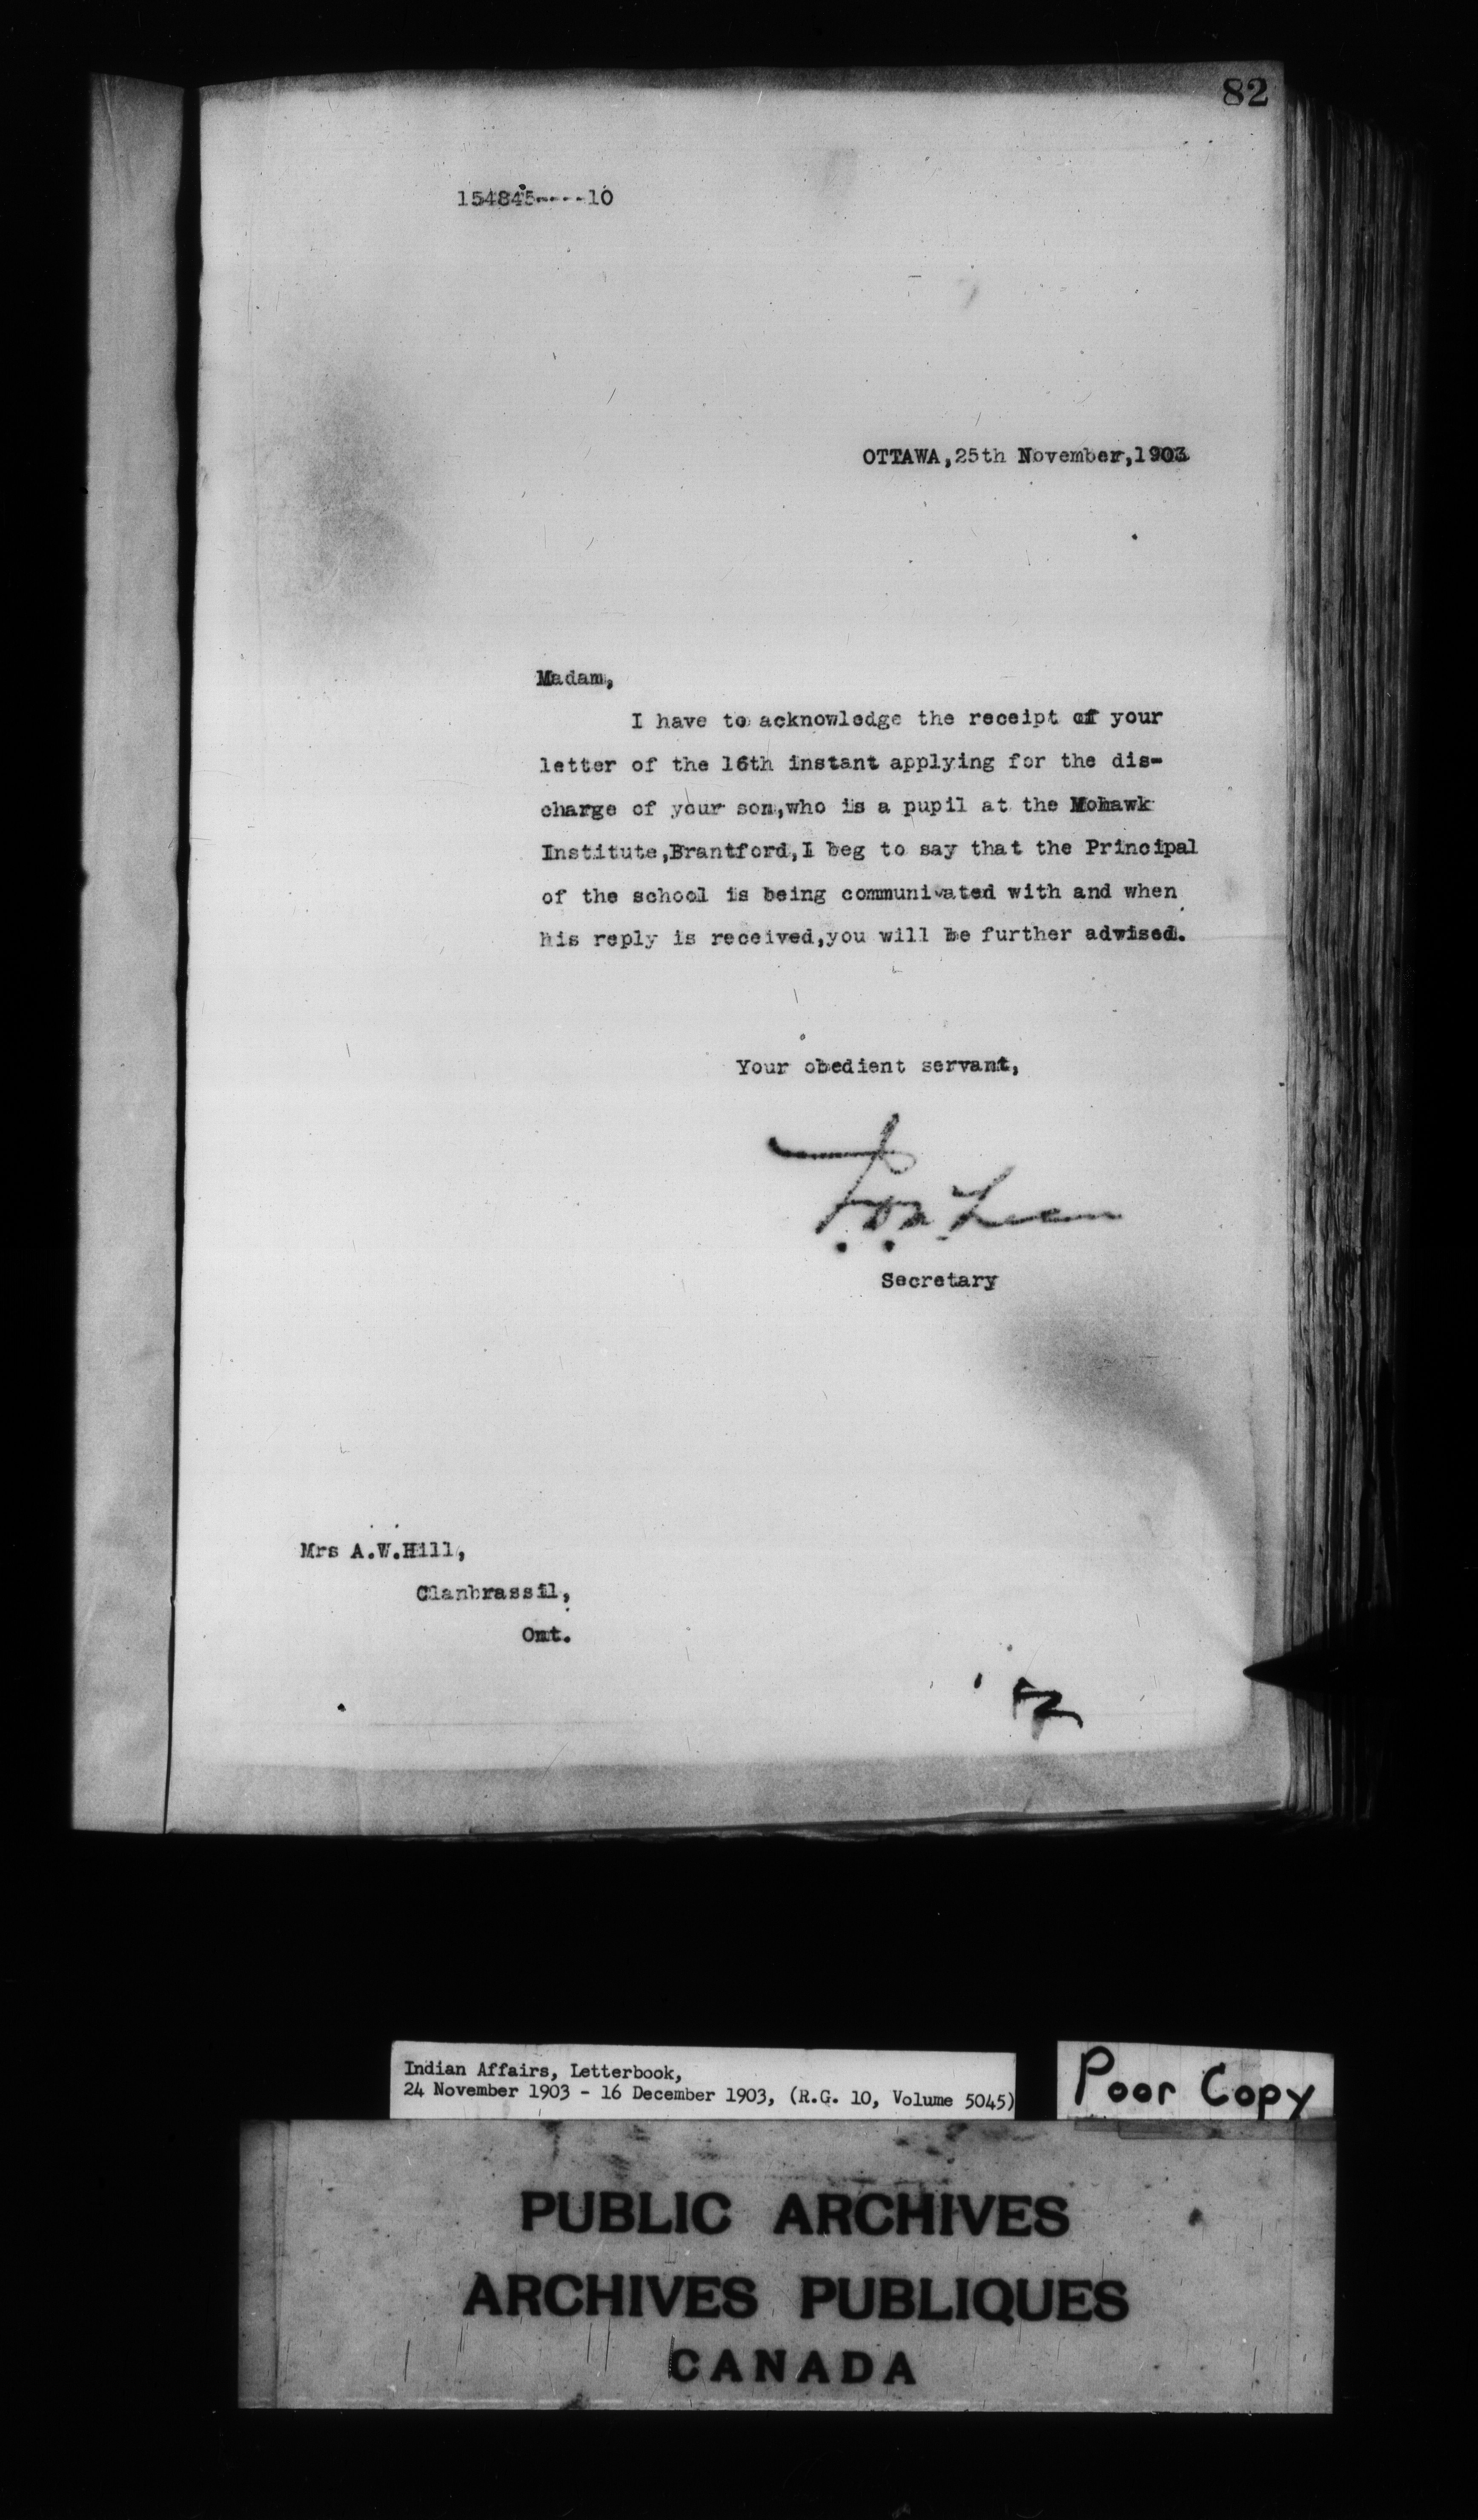 82
154845----10
OTTAWA,25th November,1903
Madam,
I have to acknowledge the receipt of your
letter of the 16th instant applying for the dis-
charge of your son,who is a pupil at the Mohawk
Institute,Brantford,I beg to say that the Principal
of the school is being communivated with and when
his reply is received,you will be further advised.
Your obedient servant,
Secretary
Mrs A.W.Hill,
Clanbrassil,
Ont.
Indian Affairs, Letterbook,
24 November 1903 - 16 December 1903, (R.G. 10, Volume 5045)
Poor Copy
PUBLIC ARCHIVES
ARCHIVES PUBLIQUES
CANADA